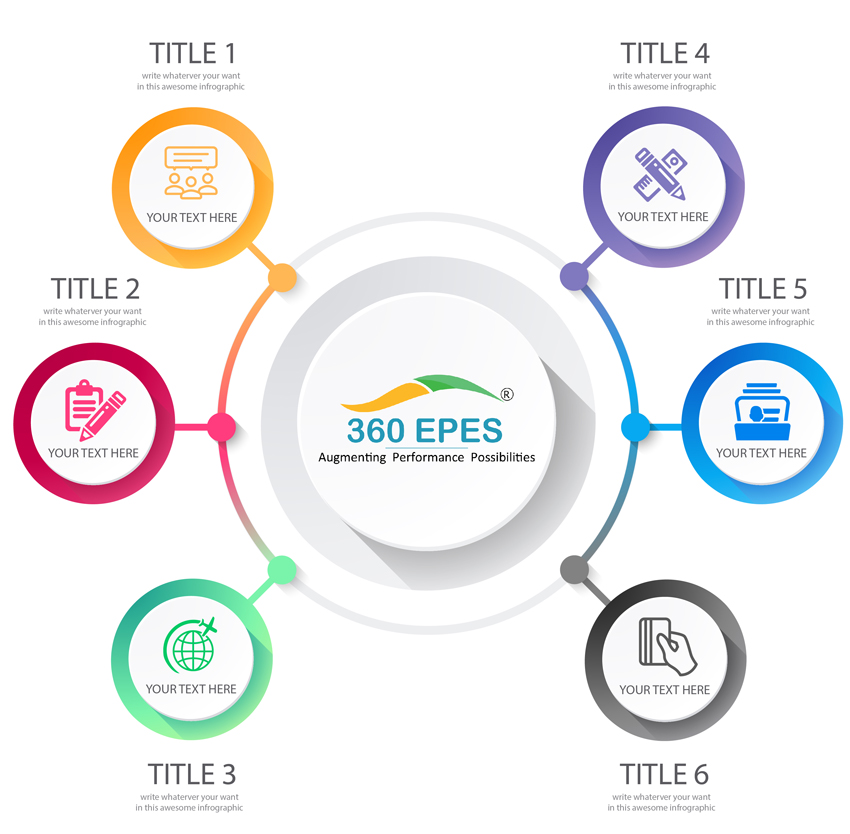 TITLE 1
write whaterver your want
in this awesome infrographic
YOUR TEXT HERE
TITLE 2
write whaterver your want
in this awesome infrographic
YOUR TEXT HERE
YOUR TEXT HERE
TITLE 3
write whaterver your want
in this awesome infrographic
®
360 EPES
Augmenting Performance Possibilities
TITLE 4
write whaterver your want
in this awesome infrographic
YOUR TEXT HERE
TITLE 5
write whaterver your want
in this awesome infrographic
YOUR TEXT HERE
YOUR TEXT HERE
TITLE 6
write whaterver your want
in this awesome infrographic